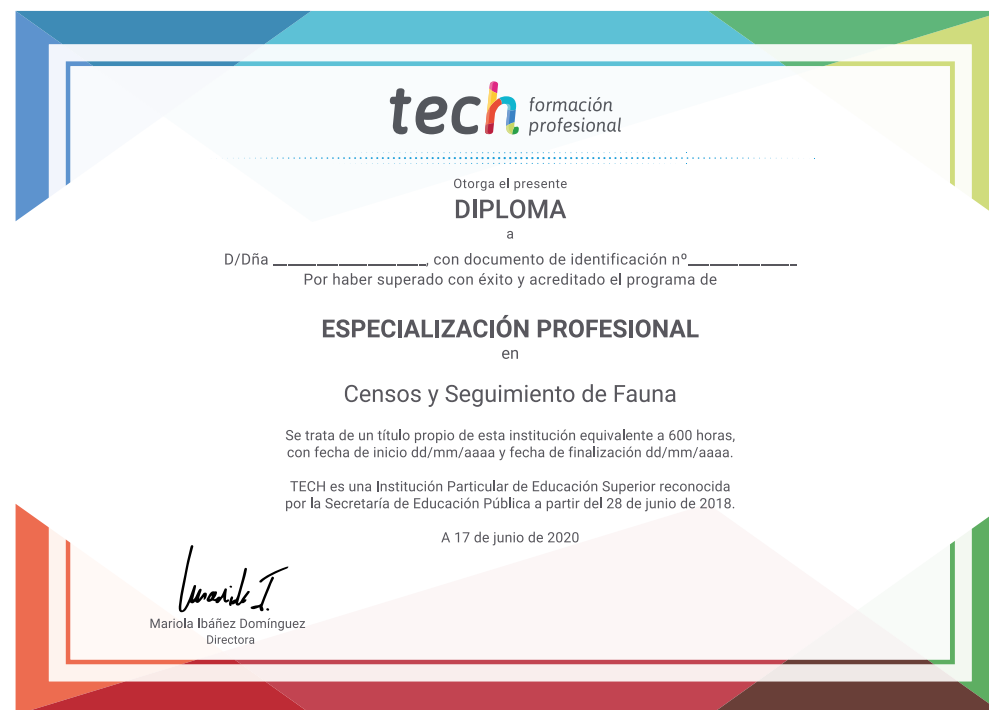 tech formación
profesional
Otorga el presente
DIPLOMA
a
D/Dña ____________________, con documento de identificación nº______________
Por haber superado con éxito y acreditado el programa de
ESPECIALIZACIÓN PROFESIONAL
en
Censos y Seguimiento de Fauna
Se trata de un título propio de esta institución equivalente a 600 horas,
con fecha de inicio dd/mm/aaaa y fecha de finalización dd/mm/aaaa.
TECH es una Institución Particular de Educación Superior reconocida
por la Secretaría de Educación Pública a partir del 28 de junio de 2018.
A 17 de junio de 2020
Mariola Ibáñez Domínguez
Directora